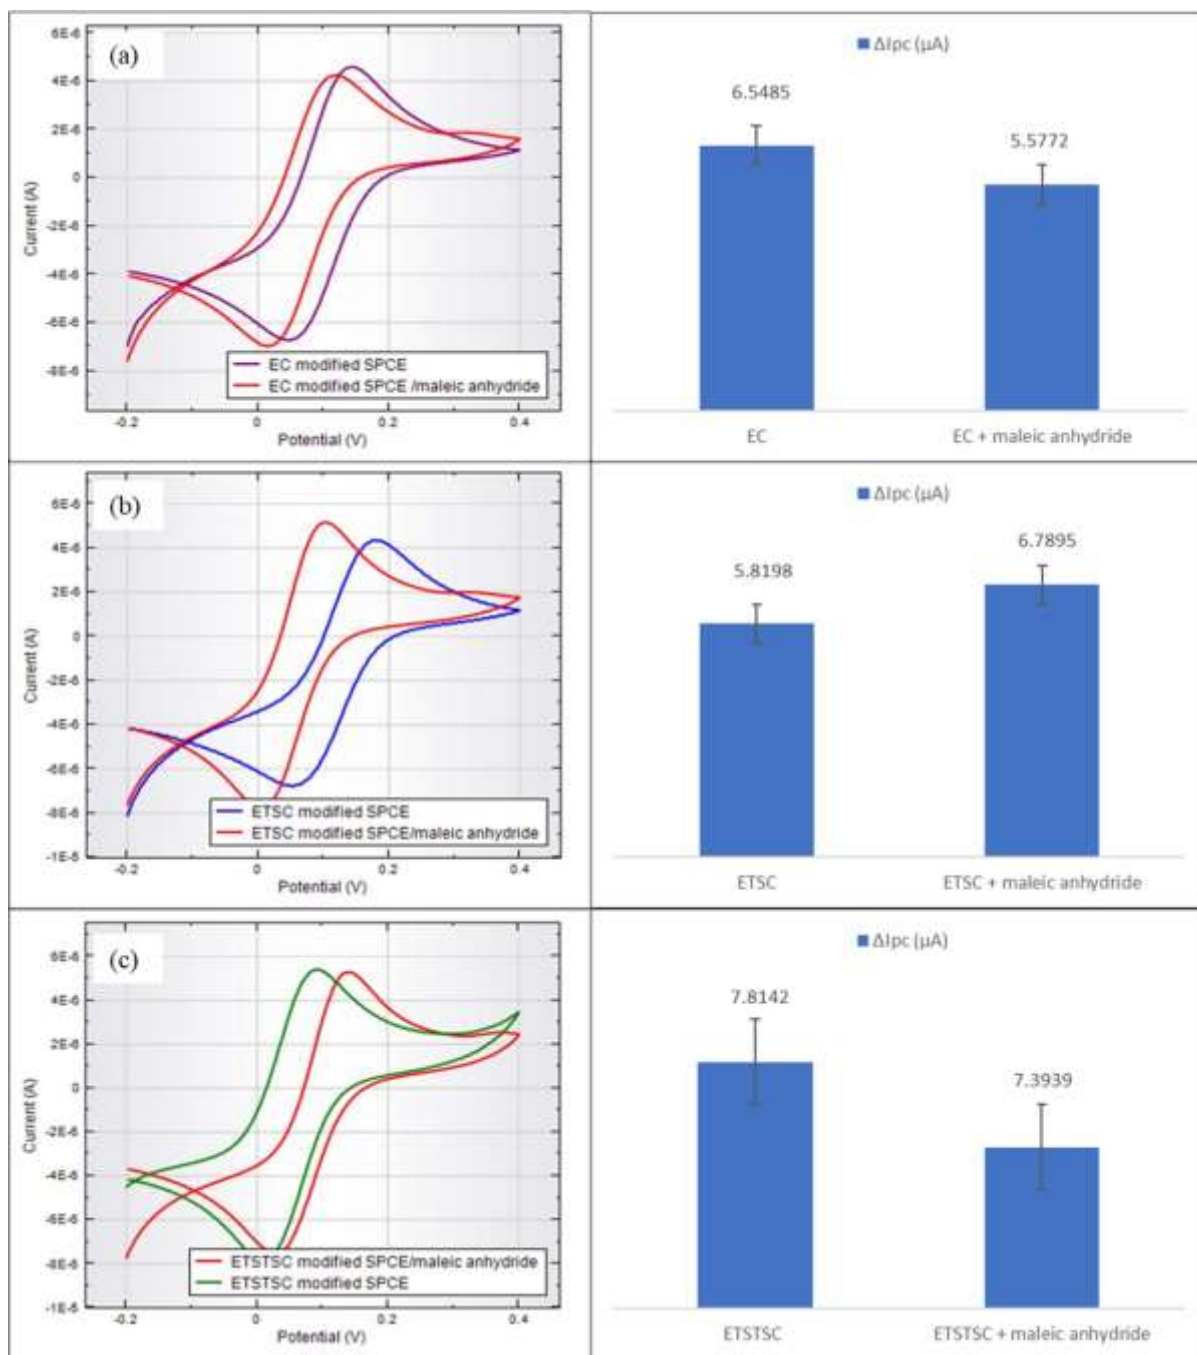 (a)
6E-6
4E-6
2E-6
0
-2E-6
-4E-6
-6E-6
-8E-6
Current (A)
EC modified SPCE
EC modified SPCE /maleic anhydride
-0.2
0
0.2
0.4
Potential (V)
ΔIpc (µA)
6.5485
5.5772
EC
EC + maleic anhydride
(b)
6E-6
4E-6
2E-6
0
-2E-6
-4E-6
-6E-6
-8E-6
-1E-5
Current (A)
ETSC modified SPCE
ETSC modified SPCE/maleic anhydride
-0.2
0
0.2
0.4
Potential (V)
ΔIpc (µA)
5.8198
6.7895
ETSC
ETSC + maleic anhydride
(c)
6E-6
4E-6
2E-6
0
-2E-6
-4E-6
-6E-6
-8E-6
-1E-5
Current (A)
ETSTSC modified SPCE/maleic anhydride
ETSTSC modified SPCE
-0.2
0
0.2
0.4
Potential (V)
ΔIpc (µA)
7.8142
7.3939
ETSTSC
ETSTSC + maleic anhydride